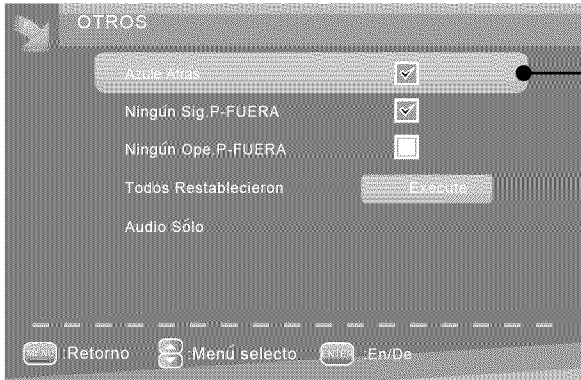 OTROS
Azule Atras
Ningún Sig.P-FUERA
Ningún Ope.P-FUERA
Todos Restablecieron Execute
Audio Sólo
MENU :Retorno :Menú selecto ENTER :En/De